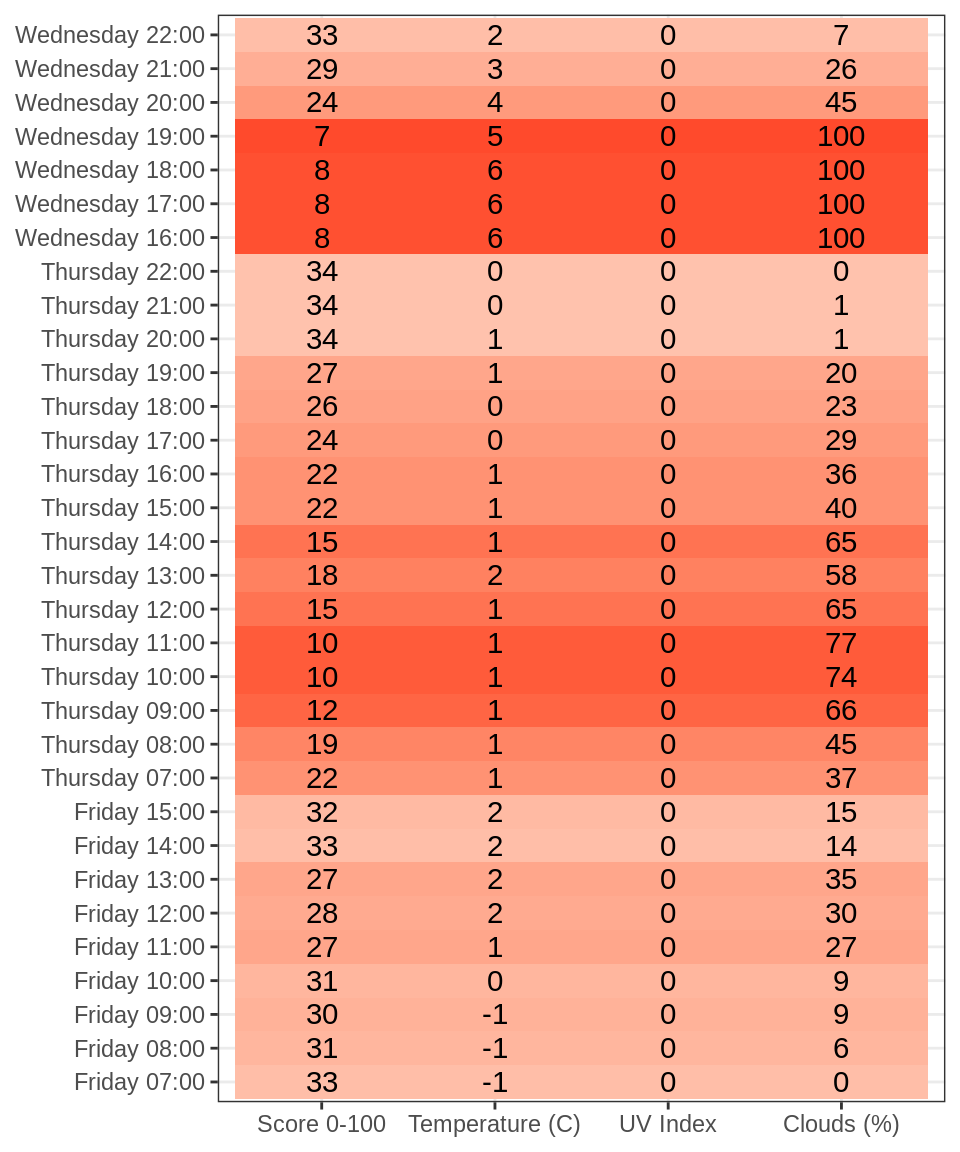 Wednesday 22:00 33 2 0 7
Wednesday 21:00 29 3 0 26
Wednesday 20:00 24 4 0 45
Wednesday 19:00 7 5 0 100
Wednesday 18:00 8 6 0 100
Wednesday 17:00 8 6 0 100
Wednesday 16:00 8 6 0 100
Thursday 22:00 34 0 0 0
Thursday 21:00 34 0 0 1
Thursday 20:00 34 1 0 1
Thursday 19:00 27 1 0 20
Thursday 18:00 26 0 0 23
Thursday 17:00 24 0 0 29
Thursday 16:00 22 1 0 36
Thursday 15:00 22 1 0 40
Thursday 14:00 15 1 0 65
Thursday 13:00 18 2 0 58
Thursday 12:00 15 1 0 65
Thursday 11:00 10 1 0 77
Thursday 10:00 10 1 0 74
Thursday 09:00 12 1 0 66
Thursday 08:00 19 1 0 45
Thursday 07:00 22 1 0 37
Friday 15:00 32 2 0 15
Friday 14:00 33 2 0 14
Friday 13:00 27 2 0 35
Friday 12:00 28 2 0 30
Friday 11:00 27 1 0 27
Friday 10:00 31 0 0 9
Friday 09:00 30 -1 0 9
Friday 08:00 31 -1 0 6
Friday 07:00 33 -1 0 0
Score 0-100 Temperature (C) UV Index Clouds (%)